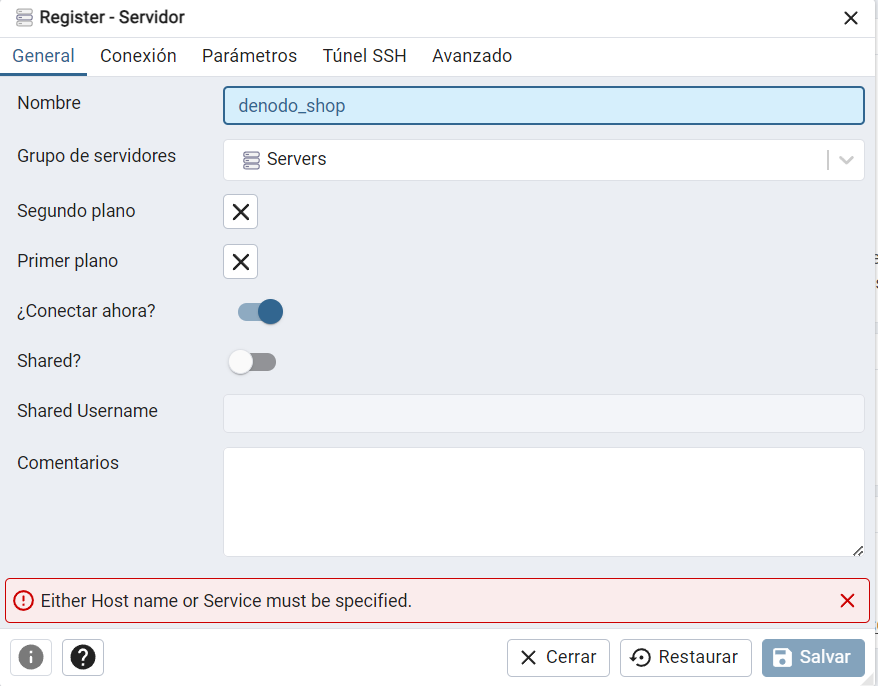 Register - Servidor
General Conexión Parámetros Túnel SSH Avanzado
Nombre denodo_shop
Grupo de servidores Servers
Segundo plano
Primer plano
¿Conectar ahora?
Shared?
Shared Username
Comentarios
Either Host name or Service must be specified.
Cerrar Restaurar Salvar